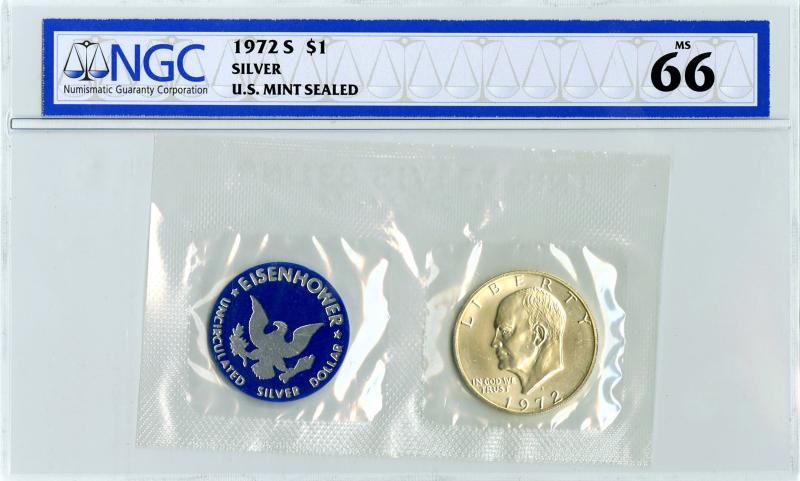 NGC
Numismatic Guaranty Corporation
1972 S $1
SILVER
U.S. MINT SEALED
MS
66
EISENHOWER
UNCIRCULATED SILVER DOLLAR
LIBERTY
IN GOD WE
TRUST
1972